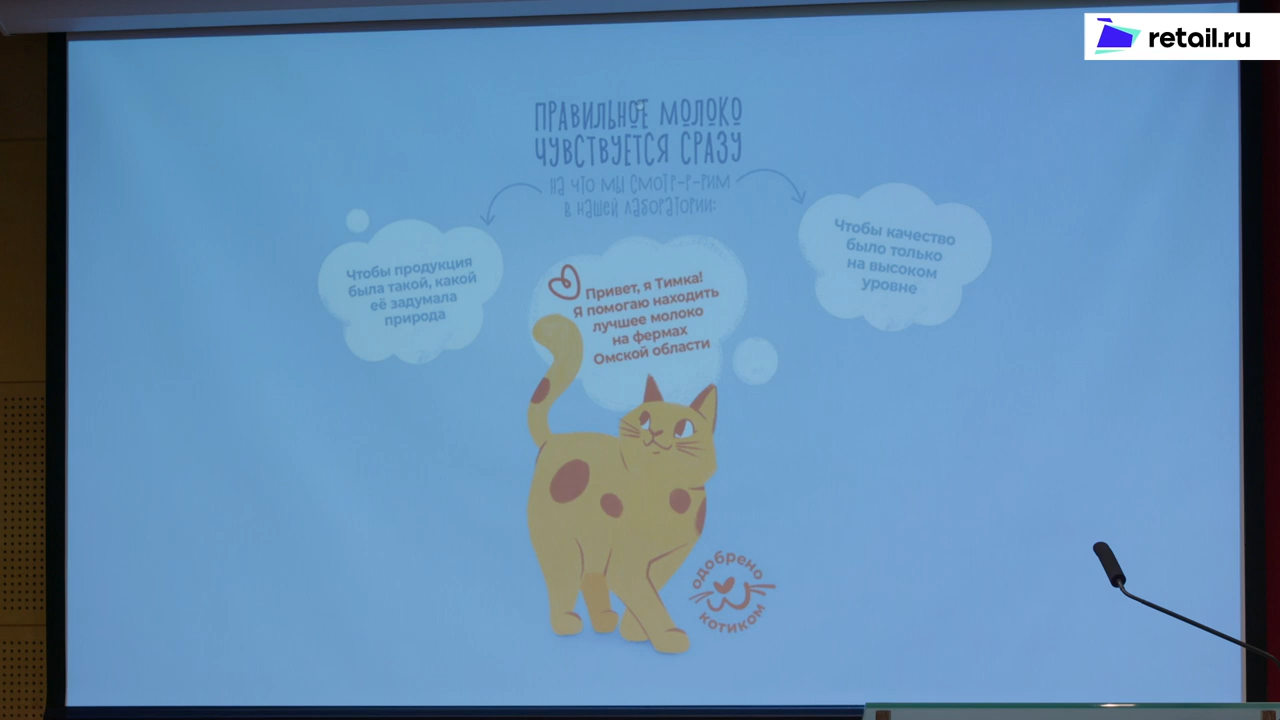 retail.ru
ПРАВИЛЬНОЕ МОЛОКО
ЧУВСТВУЕТСЯ СРАЗУ
НА ЧТО МЫ СМОТР-Р-РИМ
В НАШЕЙ ЛАБОРАТОРИИ:
Чтобы продукция
была такой, какой
её задумала
природа
Привет, я Тимка!
Я помогаю находить
лучшее молоко
на фермах
Омской области
Чтобы качество
было только
на высоком
уровне
одобрено
котиком